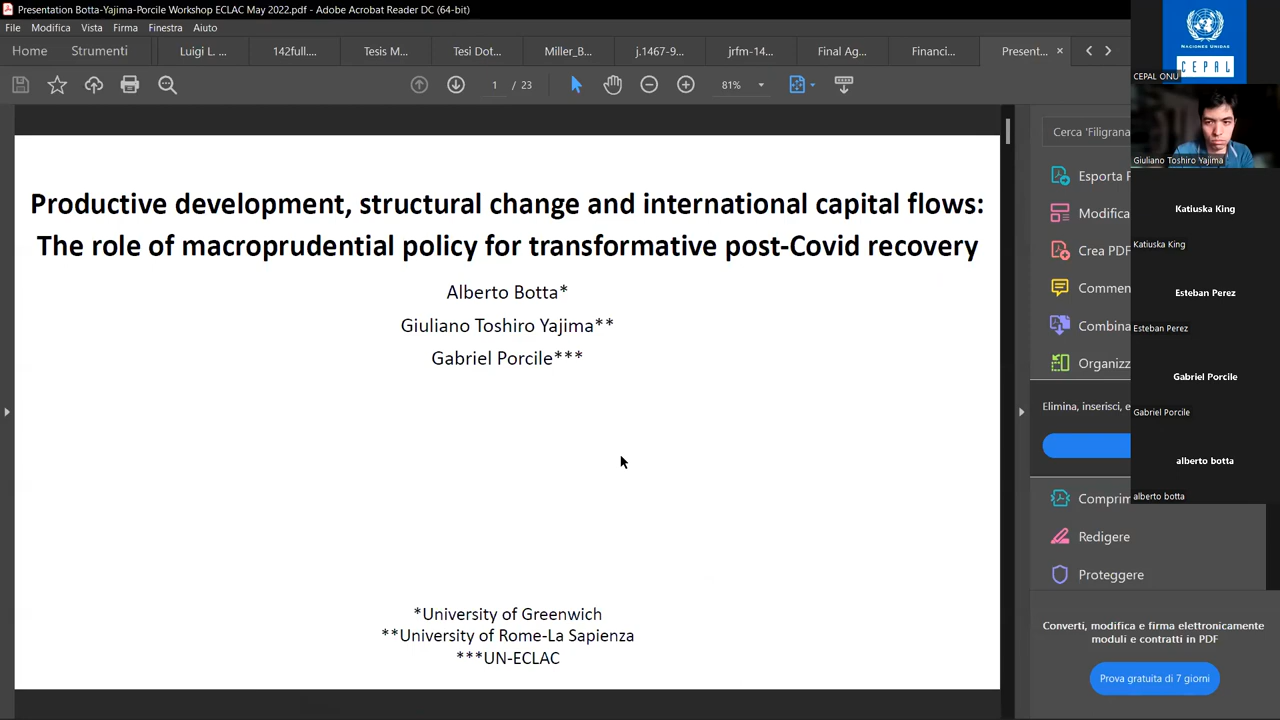 Presentation Botta-Yajima-Porcile Workshop ECLAC May 2022.pdf - Adobe Acrobat Reader DC (64-bit)
File Modifica Vista Firma Finestra Aiuto
Home Strumenti Luigi L. ... 142full.... Tesis M... Tesi Dot... Miller_B... j.1467-9... jrfm-14... Final Ag... Financi... Present... ×
1 / 23 81%
Productive development, structural change and international capital flows:
The role of macroprudential policy for transformative post-Covid recovery
Alberto Botta*
Giuliano Toshiro Yajima**
Gabriel Porcile***
*University of Greenwich
**University of Rome-La Sapienza
***UN-ECLAC
Cerca 'Filigrana
Esporta P
Modifica
Crea PDF
Commen
Combina
Organizz
Elimina, inserisci, e
Comprim
Redigere
Proteggere
Converti, modifica e firma elettronicamente
moduli e contratti in PDF
Prova gratuita di 7 giorni
NACIONES UNIDAS
CEPAL
CEPAL ONU
Giuliano Toshiro Yajima
Katiuska King
Katiuska King
Esteban Perez
Esteban Perez
Gabriel Porcile
Gabriel Porcile
alberto botta
alberto botta